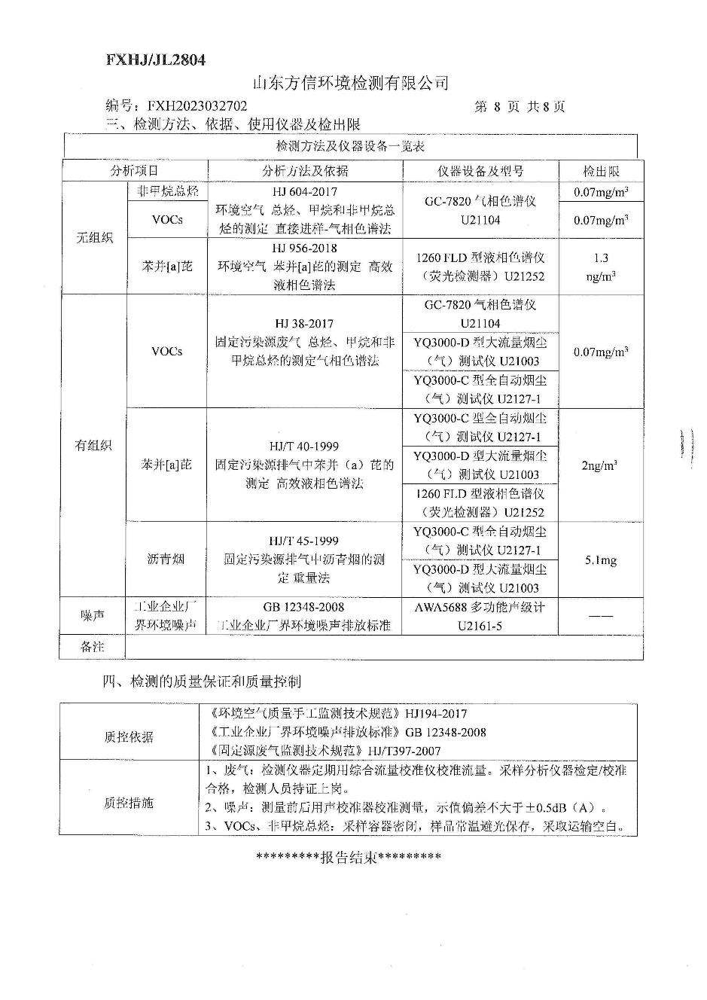 FXHJ/JL2804
山东方信环境检测有限公司
编号：FXH2023032702
第 8 页 共8页
三、检测方法、依据、使用仪器及检出限
检测方法及仪器设备一览表
分析项目
分析方法及依据
仪器设备及型号
检出限
无组织
非甲烷总烃
VOCs
HJ 604-2017
环境空气 总烃、甲烷和非甲烷总
烃的测定 直接进样-气相色谱法
GC-7820 气相色谱仪
U21104
0.07mg/m³
0.07mg/m³
苯并[a]芘
HJ 956-2018
环境空气 苯并[a]芘的测定 高效
液相色谱法
1260 FLD 型液相色谱仪
（荧光检测器）U21252
1.3
ng/m³
有组织
VOCs
HJ 38-2017
固定污染源废气 总烃、甲烷和非
甲烷总烃的测定气相色谱法
GC-7820 气相色谱仪
U21104
YQ3000-D 型大流量烟尘
（气）测试仪 U21003
YQ3000-C 型全自动烟尘
（气）测试仪 U2127-1
0.07mg/m³
苯并[a]芘
HJ/T 40-1999
固定污染源排气中苯并（a）芘的
测定 高效液相色谱法
YQ3000-C 型全自动烟尘
（气）测试仪 U2127-1
YQ3000-D 型大流量烟尘
（气）测试仪 U21003
1260 FLD 型液相色谱仪
（荧光检测器）U21252
2ng/m³
沥青烟
HJ/T 45-1999
固定污染源排气中沥青烟的测
定 重量法
YQ3000-C 型全自动烟尘
（气）测试仪 U2127-1
YQ3000-D 型大流量烟尘
（气）测试仪 U21003
5.1mg
噪声
工业企业厂
界环境噪声
GB 12348-2008
工业企业厂界环境噪声排放标准
AWA5688 多功能声级计
U2161-5
——
备注
四、检测的质量保证和质量控制
质控依据
《环境空气质量手工监测技术规范》HJ194-2017
《工业企业厂界环境噪声排放标准》GB 12348-2008
《固定源废气监测技术规范》HJ/T397-2007
质控措施
1、废气：检测仪器定期用综合流量校准仪校准流量。采样分析仪器检定/校准
合格，检测人员持证上岗。
2、噪声：测量前后用声校准器校准测量，示值偏差不大于±0.5dB（A）。
3、VOCs、非甲烷总烃：采样容器密闭，样品常温避光保存，采取运输空白。
*********报告结束*********